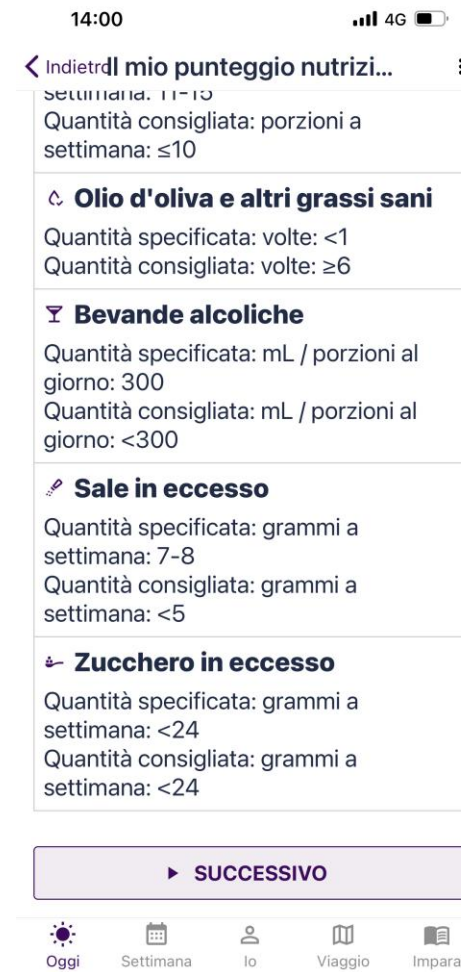 14:00
4G
Indietro
Il mio punteggio nutrizi...
settimana: 11-15
Quantità consigliata: porzioni a
settimana: ≤10
Olio d'oliva e altri grassi sani
Quantità specificata: volte: <1
Quantità consigliata: volte: ≥6
Bevande alcoliche
Quantità specificata: mL / porzioni al
giorno: 300
Quantità consigliata: mL / porzioni al
giorno: <300
Sale in eccesso
Quantità specificata: grammi a
settimana: 7-8
Quantità consigliata: grammi a
settimana: <5
Zucchero in eccesso
Quantità specificata: grammi a
settimana: <24
Quantità consigliata: grammi a
settimana: <24
SUCCESSIVO
Oggi Settimana Io Viaggio Impara